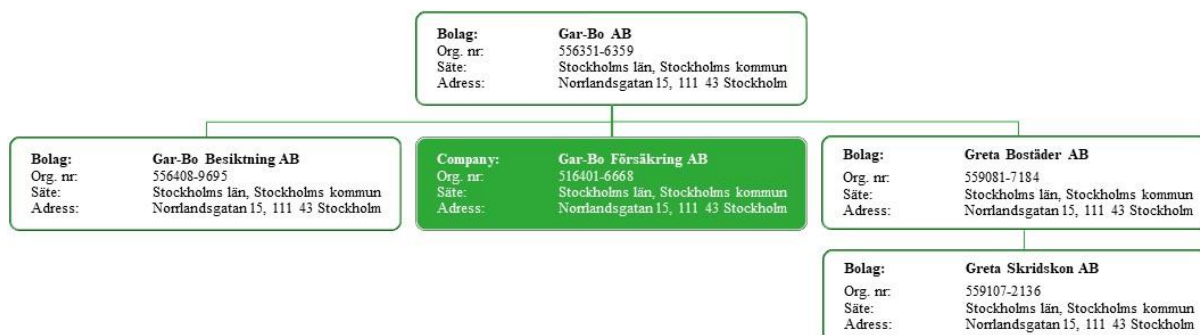 Bolag: Gar-Bo AB
Org. nr: 556351-6359
Säte: Stockholms län, Stockholms kommun
Adress: Norrlandsgatan 15, 111 43 Stockholm
Bolag: Gar-Bo Besiktning AB
Org. nr: 556408-9695
Säte: Stockholms län, Stockholms kommun
Adress: Norrlandsgatan 15, 111 43 Stockholm
Company: Gar-Bo Försäkring AB
Org. nr: 516401-6668
Säte: Stockholms län, Stockholms kommun
Adress: Norrlandsgatan 15, 111 43 Stockholm
Bolag: Greta Bostäder AB
Org. nr: 559081-7184
Säte: Stockholms län, Stockholms kommun
Adress: Norrlandsgatan 15, 111 43 Stockholm
Bolag: Greta Skridskon AB
Org. nr: 559107-2136
Säte: Stockholms län, Stockholms kommun
Adress: Norrlandsgatan 15, 111 43 Stockholm